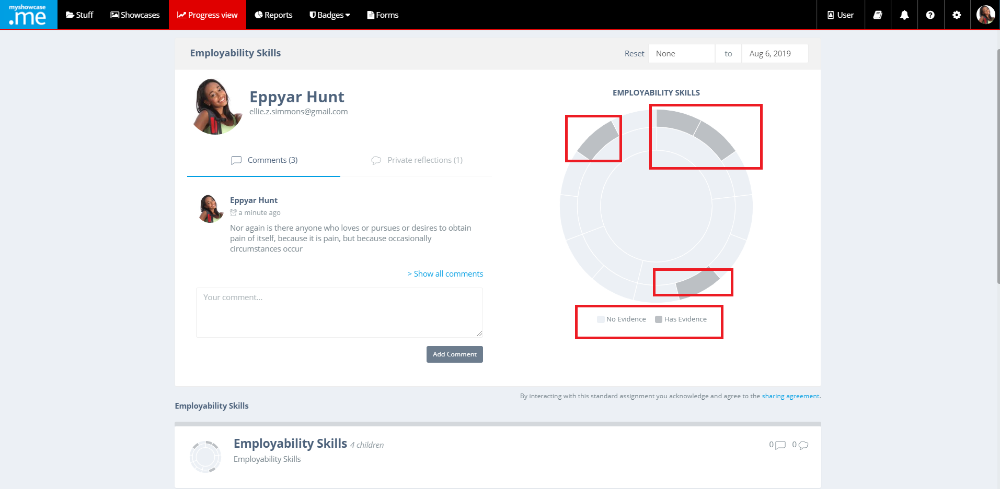 myshowcase
.me
Stuff
Showcases
Progress view
Reports
Badges
Forms
User
Employability Skills
Reset
None
to
Aug 6, 2019
Eppyar Hunt
ellie.z.simmons@gmail.com
EMPLOYABILITY SKILLS
Comments (3)
Private reflections (1)
Eppyar Hunt
a minute ago
Nor again is there anyone who loves or pursues or desires to obtain
pain of itself, because it is pain, but because occasionally
circumstances occur
> Show all comments
Your comment...
No Evidence
Has Evidence
Add Comment
By interacting with this standard assignment you acknowledge and agree to the sharing agreement.
Employability Skills
Employability Skills 4 children
0
0
Employability Skills